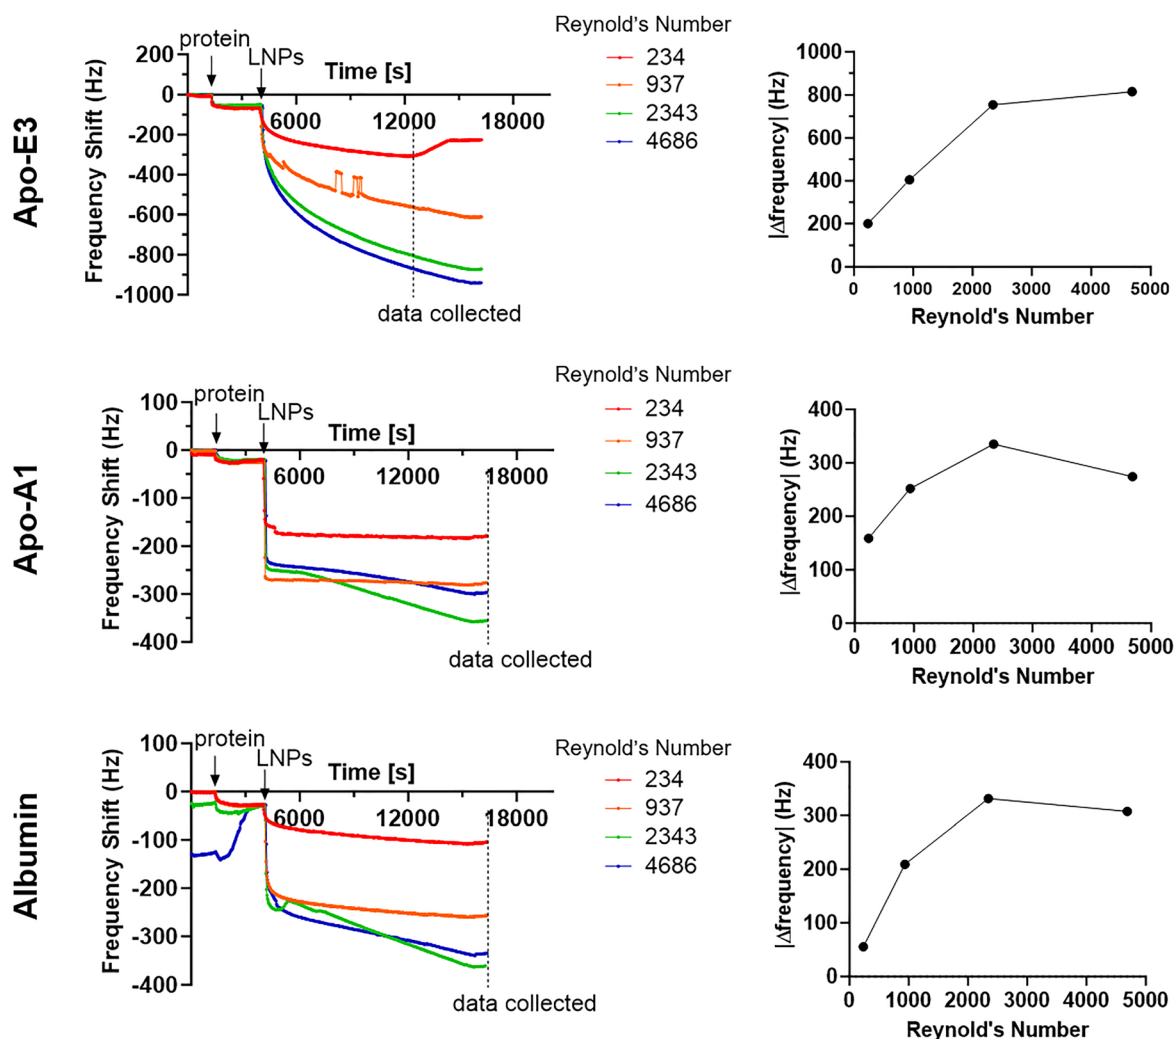 Apo-E3
protein
LNPs
Time [s]
Frequency Shift (Hz)
200
0
-200
-400
-600
-800
-1000
6000
12000
18000
data collected
Reynold's Number
234
937
2343
4686
|Δfrequency| (Hz)
1000
800
600
400
200
0
0
1000
2000
3000
4000
5000
Reynold's Number
Apo-A1
protein
LNPs
Time [s]
Frequency Shift (Hz)
100
0
-100
-200
-300
-400
6000
12000
18000
data collected
Reynold's Number
234
937
2343
4686
|Δfrequency| (Hz)
400
300
200
100
0
0
1000
2000
3000
4000
5000
Reynold's Number
Albumin
protein
LNPs
Time [s]
Frequency Shift (Hz)
100
0
-100
-200
-300
-400
6000
12000
18000
data collected
Reynold's Number
234
937
2343
4686
|Δfrequency| (Hz)
400
300
200
100
0
0
1000
2000
3000
4000
5000
Reynold's Number